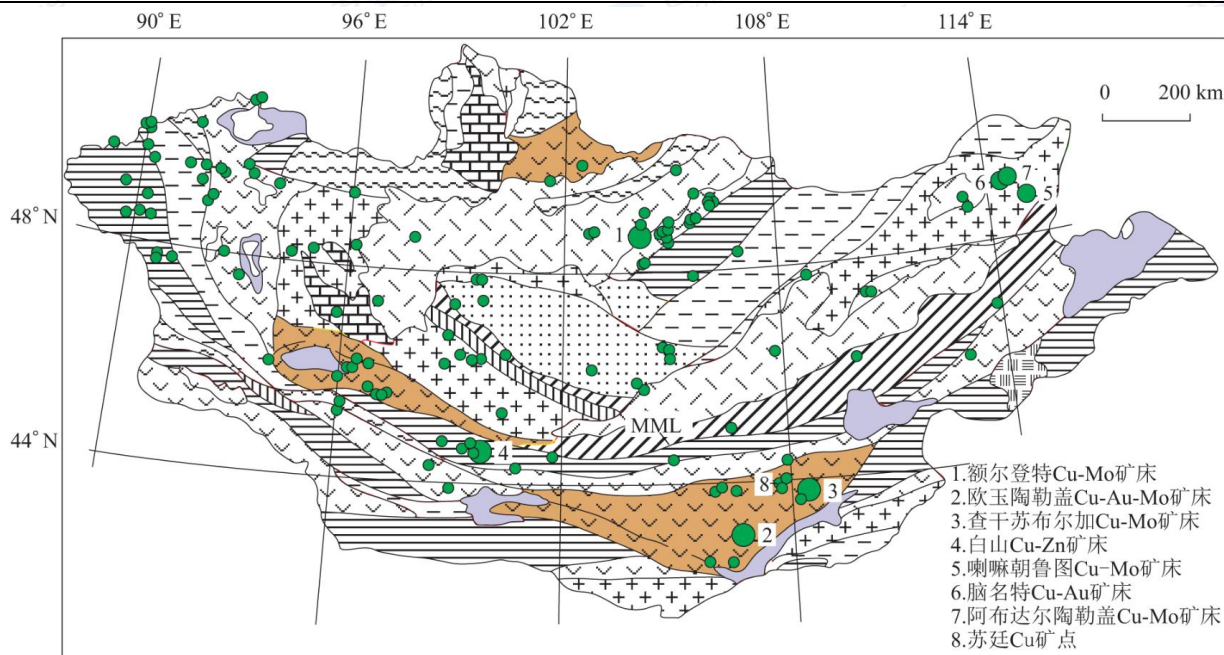 90° E 96° E 102° E 108° E 114° E
0 200 km
48° N
44° N
1
2
3
4
5
6
7
8
MML
1.额尔登特Cu-Mo矿床
2.欧玉陶勒盖Cu-Au-Mo矿床
3.查干苏布尔加Cu-Mo矿床
4.白山Cu-Zn矿床
5.喇嘛朝鲁图Cu-Mo矿床
6.脑名特Cu-Au矿床
7.阿布达尔陶勒盖Cu-Mo矿床
8.苏廷Cu矿点